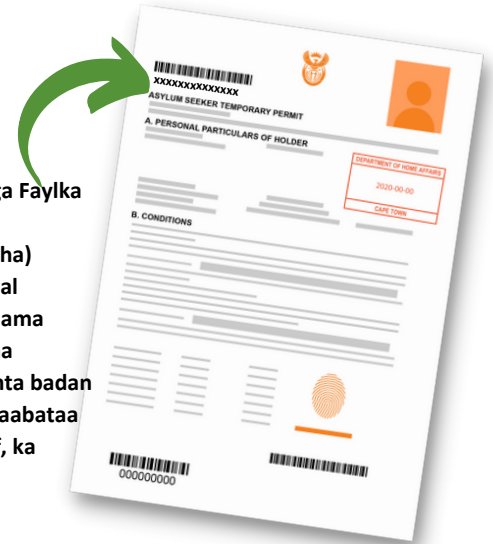 xxxxxxxxxxxxxx
ASYLUM SEEKER TEMPORARY PERMIT
A. PERSONAL PARTICULARS OF HOLDER
DEPARTMENT OF HOME AFFAIRS
2020-00-00
CAPE TOWN
Faylka
B. CONDITIONS
ha)
al
ama
a
nta badan
aabataa
, ka
000000000